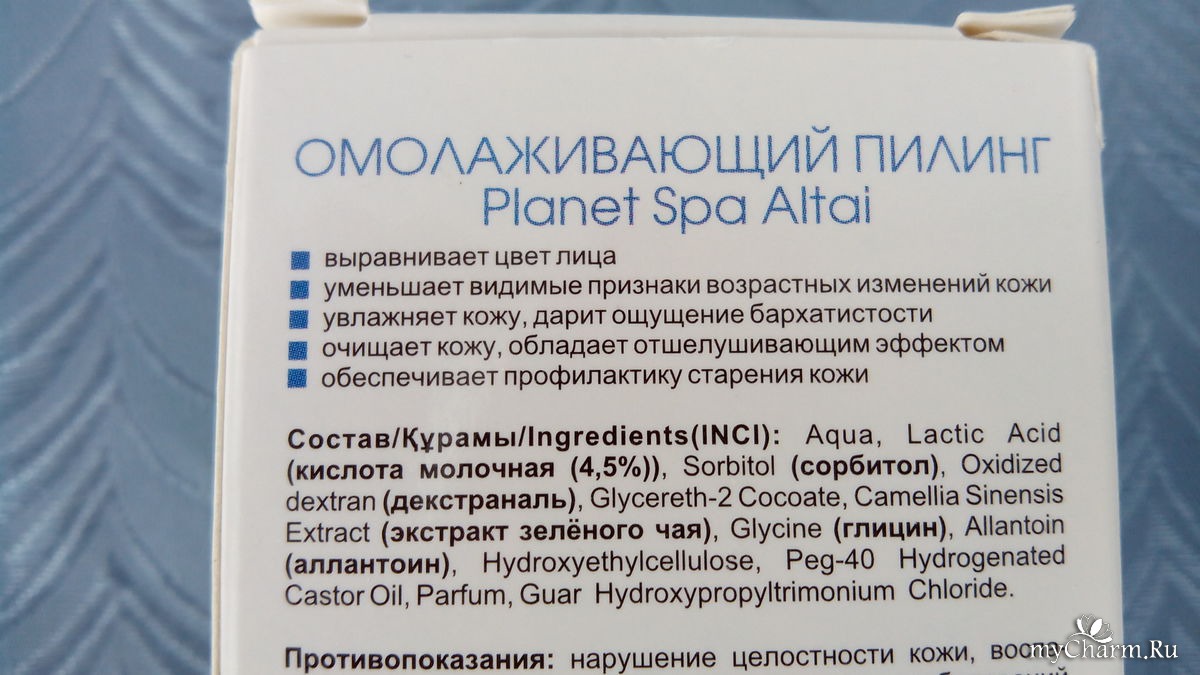 ОМОЛАЖИВАЮЩИЙ ПИЛИНГ
Planet Spa Altai
выравнивает цвет лица
уменьшает видимые признаки возрастных изменений кожи
увлажняет кожу, дарит ощущение бархатистости
очищает кожу, обладает отшелушивающим эффектом
обеспечивает профилактику старения кожи
Состав/Құрамы/Ingredients(INCI): Aqua, Lactic Acid
(кислота молочная (4,5%)), Sorbitol (сорбитол), Oxidized
dextran (декстраналь), Glycereth-2 Cocoate, Camellia Sinensis
Extract (экстракт зелёного чая), Glycine (глицин), Allantoin
(аллантоин), Hydroxyethylcellulose, Peg-40 Hydrogenated
Castor Oil, Parfum, Guar Hydroxypropyltrimonium Chloride.
Противопоказания: нарушение целостности кожи,
myCharm.Ru